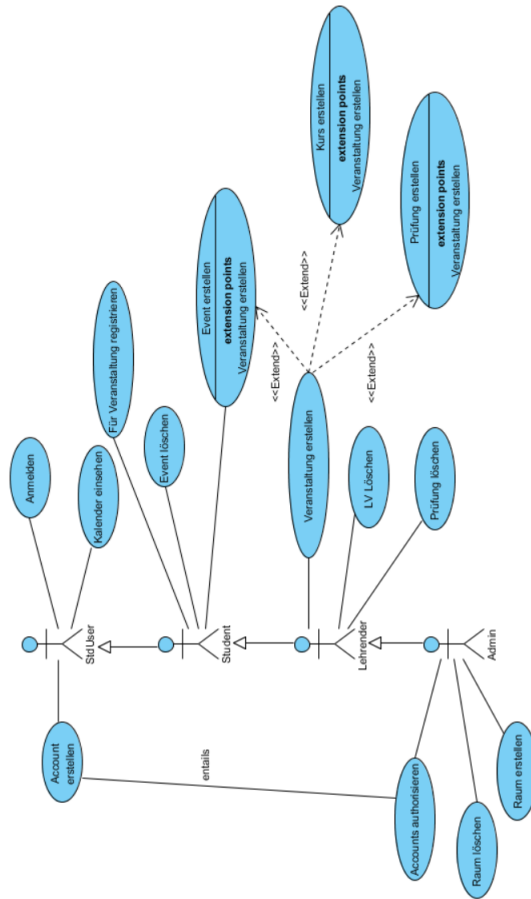 Anmelden
Kalender einsehen
Für Veranstaltung registrieren
Event löschen
Event erstellen
extension points
Veranstaltung erstellen
<<Extend>>
<<Extend>>
<<Extend>>
Kurs erstellen
extension points
Veranstaltung erstellen
Prüfung erstellen
extension points
Veranstaltung erstellen
Veranstaltung erstellen
LV Löschen
Prüfung löschen
StdUser
Student
Lehrender
Admin
Account
erstellen
entails
Accounts authorisieren
Raum löschen
Raum erstellen